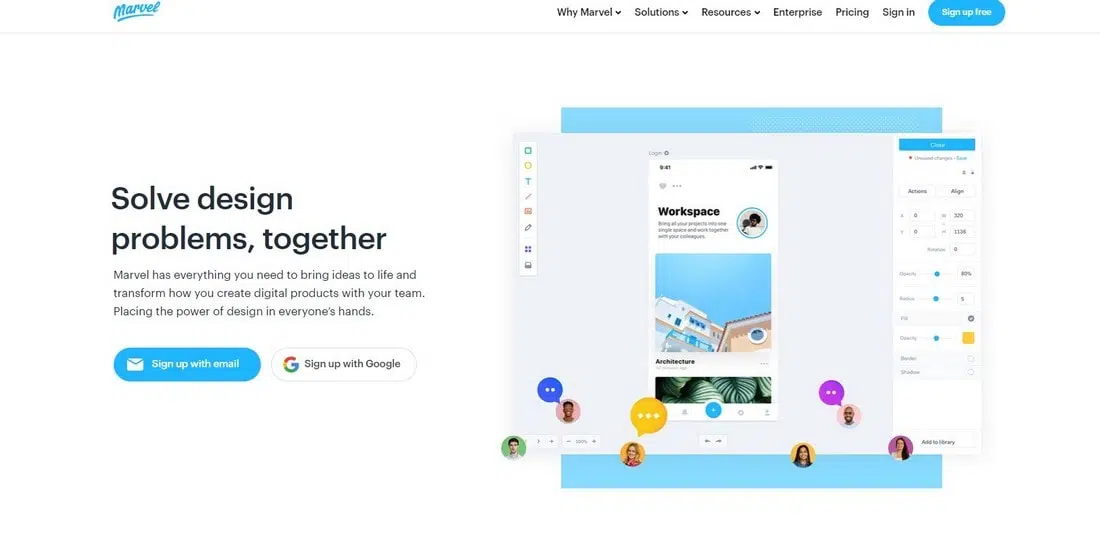 Marvel
Why Marvel Solutions Resources Enterprise Pricing Sign in Sign up free
Solve design
problems, together
Marvel has everything you need to bring ideas to life and
transform how you create digital products with your team.
Placing the power of design in everyone's hands.
Sign up with email Sign up with Google
Login
9:41
Workspace
Bring all your projects into one
single space and work together
with your colleagues.
Architecture
1 + − 100% +
Close
Unsaved changes - Save
Actions Align
X 0 W 320
Y 0 H 1136
Rotation 0
Opacity 80%
Radius 5
Fill
Opacity
Border
Shadow
Add to library